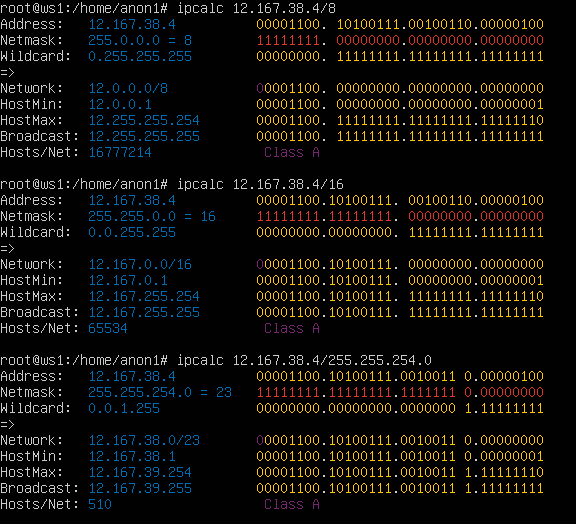 root@ws1:/home/anon1# ipcalc 12.167.38.4/8
Address:   12.167.38.4          00001100. 10100111.00100110.00000100
Netmask:   255.0.0.0 = 8        11111111. 00000000.00000000.00000000
Wildcard:  0.255.255.255        00000000. 11111111.11111111.11111111
=>
Network:   12.0.0.0/8           00001100. 00000000.00000000.00000000
HostMin:   12.0.0.1             00001100. 00000000.00000000.00000001
HostMax:   12.255.255.254       00001100. 11111111.11111111.11111110
Broadcast: 12.255.255.255       00001100. 11111111.11111111.11111111
Hosts/Net: 16777214              Class A
root@ws1:/home/anon1# ipcalc 12.167.38.4/16
Address:   12.167.38.4          00001100.10100111. 00100110.00000100
Netmask:   255.255.0.0 = 16     11111111.11111111. 00000000.00000000
Wildcard:  0.0.255.255          00000000.00000000. 11111111.11111111
=>
Network:   12.167.0.0/16        00001100.10100111. 00000000.00000000
HostMin:   12.167.0.1           00001100.10100111. 00000000.00000001
HostMax:   12.167.255.254       00001100.10100111. 11111111.11111110
Broadcast: 12.167.255.255       00001100.10100111. 11111111.11111111
Hosts/Net: 65534                 Class A
root@ws1:/home/anon1# ipcalc 12.167.38.4/255.255.254.0
Address:   12.167.38.4          00001100.10100111.0010011 0.00000100
Netmask:   255.255.254.0 = 23   11111111.11111111.1111111 0.00000000
Wildcard:  0.0.1.255            00000000.00000000.0000000 1.11111111
=>
Network:   12.167.38.0/23       00001100.10100111.0010011 0.00000000
HostMin:   12.167.38.1          00001100.10100111.0010011 0.00000001
HostMax:   12.167.39.254        00001100.10100111.0010011 1.11111110
Broadcast: 12.167.39.255        00001100.10100111.0010011 1.11111111
Hosts/Net: 510                   Class A